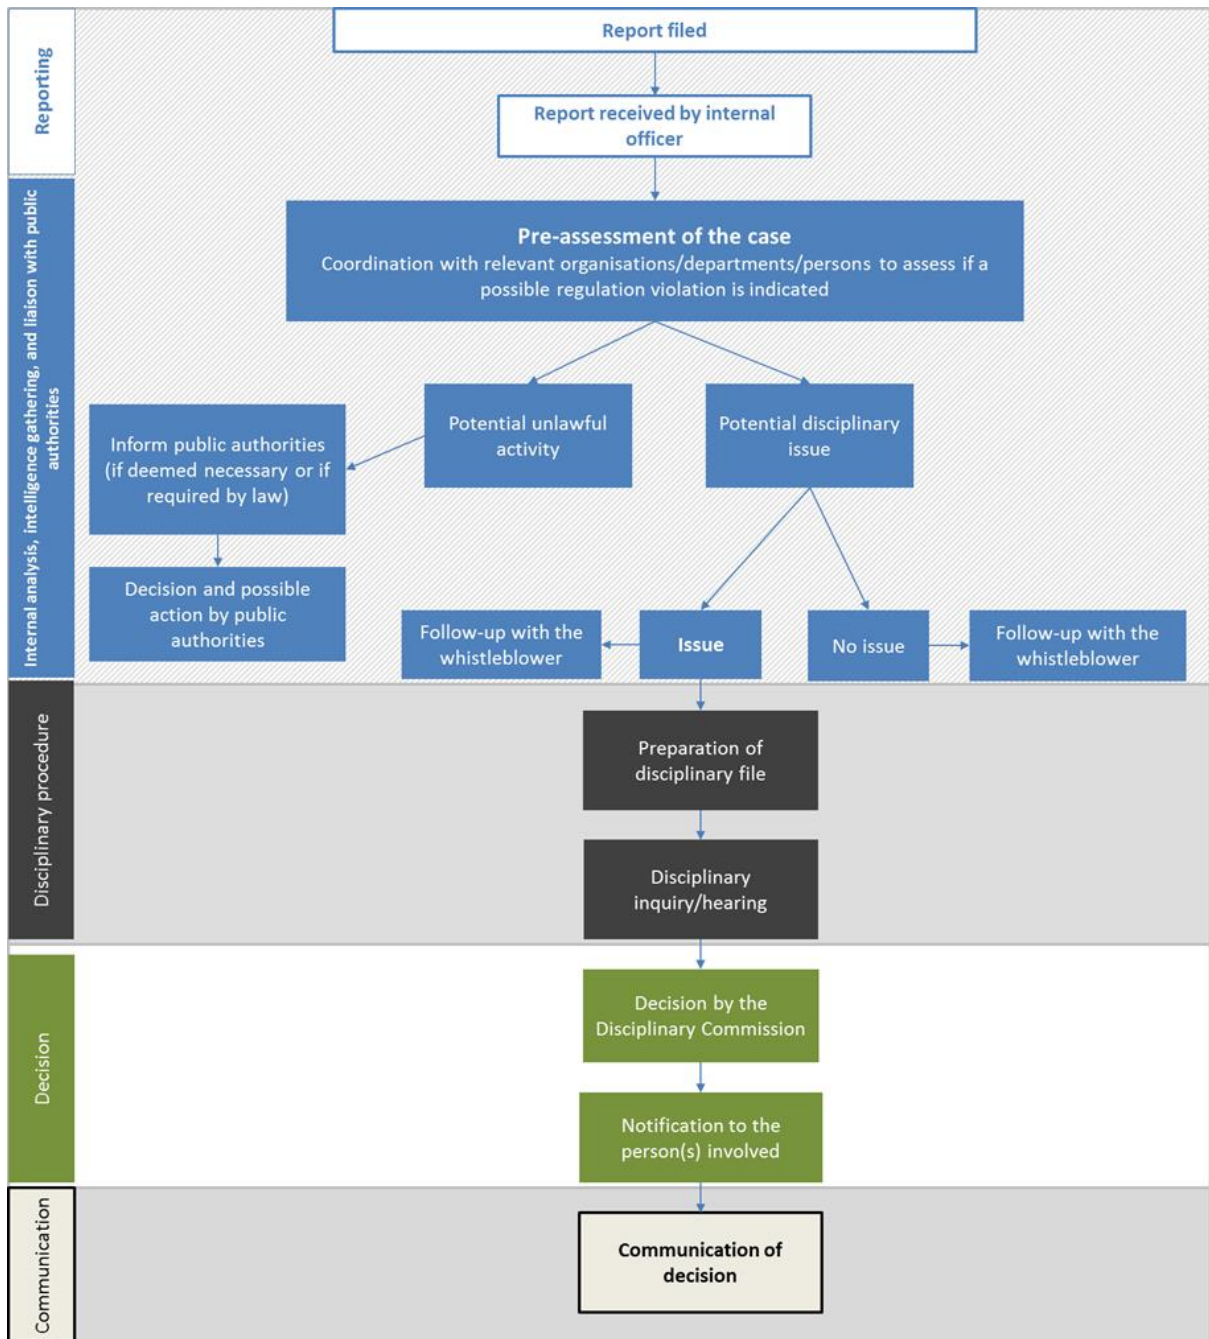 Reporting
Report filed
Report received by internal
officer
Internal analysis, intelligence gathering, and liaison with public
authorities
Pre-assessment of the case
Coordination with relevant organisations/departments/persons to assess if a
possible regulation violation is indicated
Potential unlawful
activity
Potential disciplinary
issue
Inform public authorities
(if deemed necessary or if
required by law)
Decision and possible
action by public
authorities
Follow-up with the
whistleblower
Issue
No issue
Follow-up with the
whistleblower
Disciplinary procedure
Preparation of
disciplinary file
Disciplinary
inquiry/hearing
Decision
Decision by the
Disciplinary Commission
Notification to the
person(s) involved
Communication
Communication of
decision